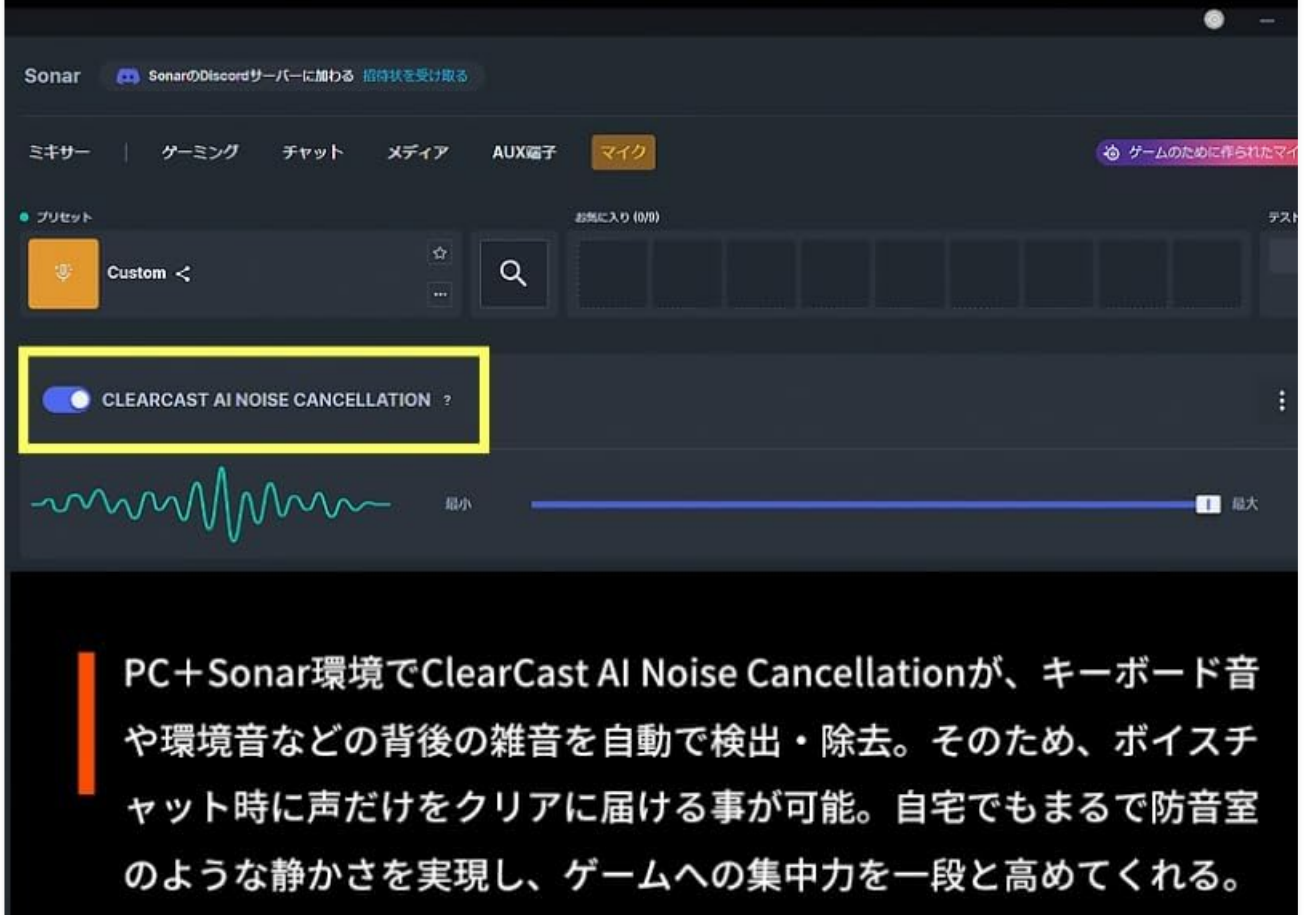 Sonar
SonarのDiscordサーバーに加わる 招待状を受け取る
ミキサー | ゲーミング チャット メディア AUX端子 マイク
ゲームのために作られたマイ
プリセット
お気に入り (0/9)
テスト
Custom
CLEARCAST AI NOISE CANCELLATION ?
最小
最大
PC+Sonar環境でClearCast AI Noise Cancellationが、キーボード音
や環境音などの背後の雑音を自動で検出・除去。そのため、ボイスチ
ャット時に声だけをクリアに届ける事が可能。自宅でもまるで防音室
のような静かさを実現し、ゲームへの集中力を一段と高めてくれる。